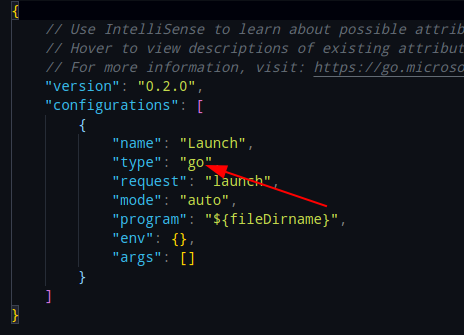 {
// Use IntelliSense to learn about possible attrib
// Hover to view descriptions of existing attribut
// For more information, visit: https://go.microso
"version": "0.2.0",
"configurations": [
{
"name": "Launch",
"type": "go"
"request": "launch",
"mode": "auto",
"program": "${fileDirname}",
"env": {},
"args": []
}
]
}